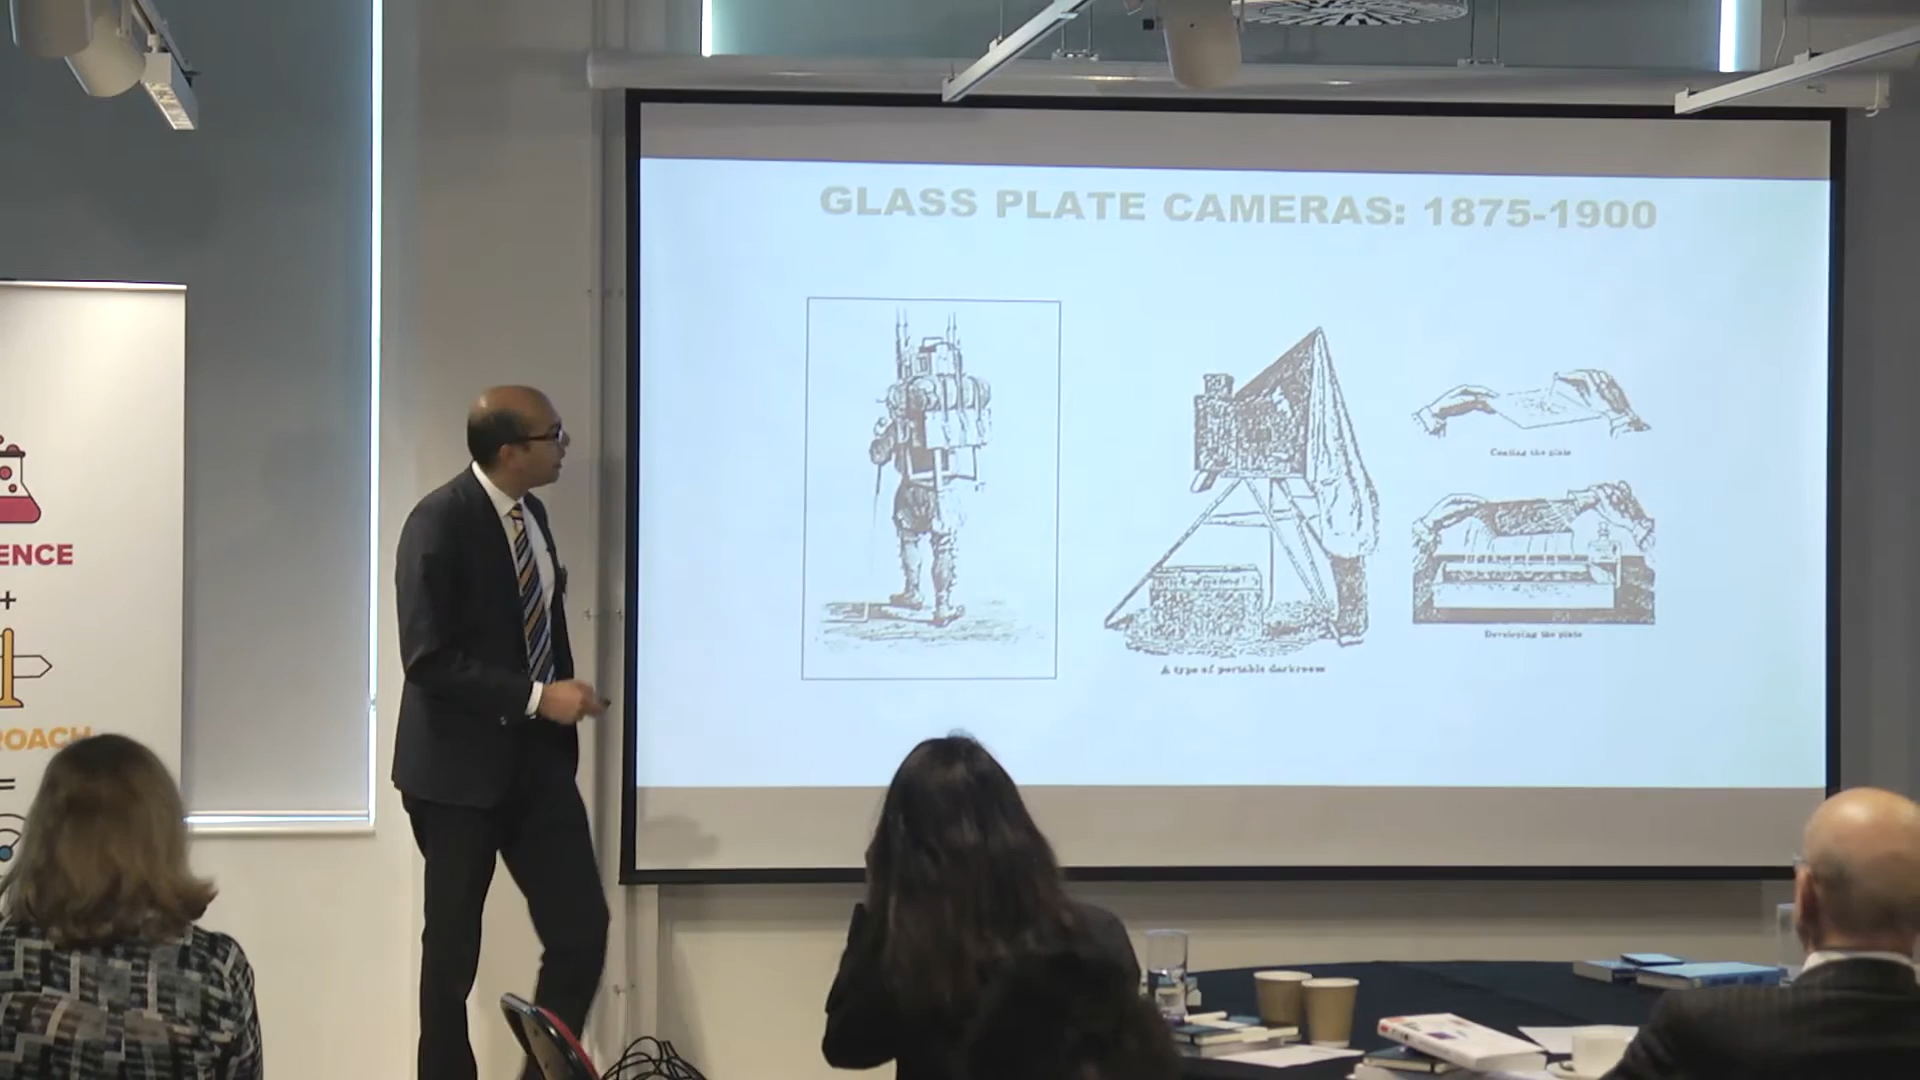 GLASS PLATE CAMERAS: 1875-1900
Coating the plate
Developing the plate
A type of portable darkroom
ENCE
+
ROACH
=